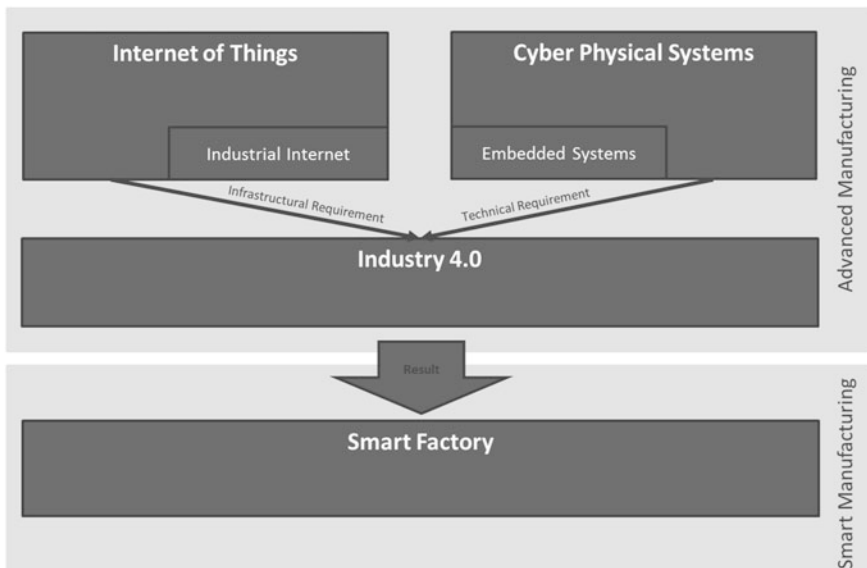 Internet of Things
Cyber Physical Systems
Industrial Internet
Embedded Systems
Infrastructural Requirement
Technical Requirement
Industry 4.0
Advanced Manufacturing
Result
Smart Factory
Smart Manufacturing